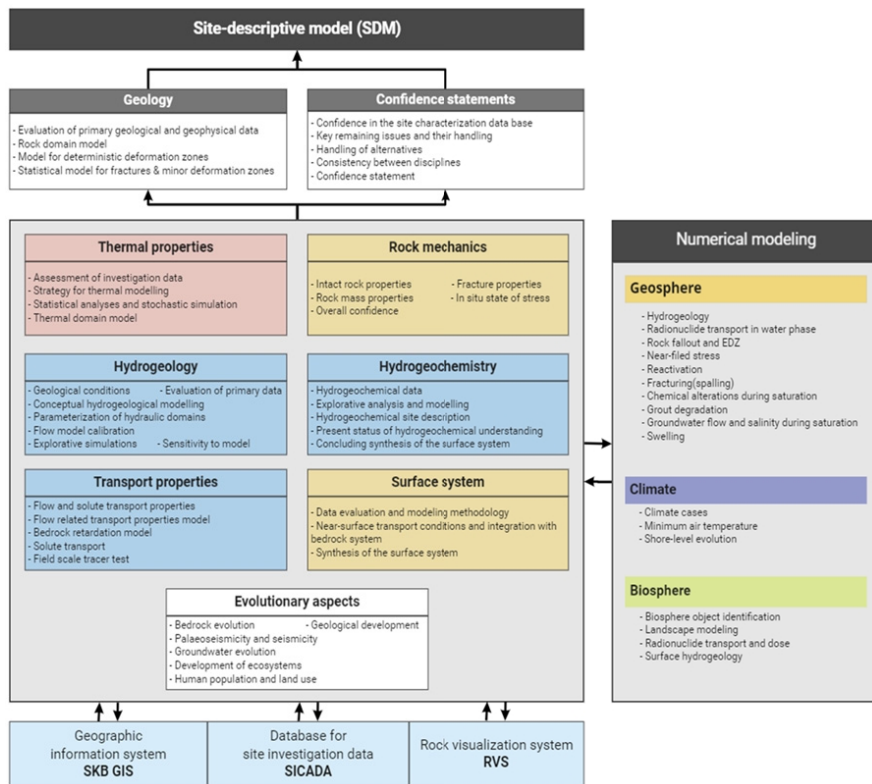 Site-descriptive model (SDM)
Geology
- Evaluation of primary geological and geophysical data
- Rock domain model
- Model for deterministic deformation zones
- Statistical model for fractures & minor deformation zones
Confidence statements
- Confidence in the site characterization data base
- Key remaining issues and their handling
- Handling of alternatives
- Consistency between disciplines
- Confidence statement
Thermal properties
- Assessment of investigation data
- Strategy for thermal modelling
- Statistical analyses and stochastic simulation
- Thermal domain model
Rock mechanics
- Intact rock properties - Fracture properties
- Rock mass properties - In situ state of stress
- Overall confidence
Hydrogeology
- Geological conditions - Evaluation of primary data
- Conceptual hydrogeological modelling
- Parameterization of hydraulic domains
- Flow model calibration
- Explorative simulations - Sensitivity to model
Hydrogeochemistry
- Hydrogeochemical data
- Explorative analysis and modelling
- Hydrogeochemical site description
- Present status of hydrogeochemical understanding
- Concluding synthesis of the surface system
Transport properties
- Flow and solute transport properties
- Flow related transport properties model
- Bedrock retardation model
- Solute transport
- Field scale tracer test
Surface system
- Data evaluation and modeling methodology
- Near-surface transport conditions and integration with
bedrock system
- Synthesis of the surface system
Evolutionary aspects
- Bedrock evolution - Geological development
- Palaeoseismicity and seismicity
- Groundwater evolution
- Development of ecosystems
- Human population and land use
Numerical modeling
Geosphere
- Hydrogeology
- Radionuclide transport in water phase
- Rock fallout and EDZ
- Near-filed stress
- Reactivation
- Fracturing(spalling)
- Chemical alterations during saturation
- Grout degradation
- Groundwater flow and salinity during saturation
- Swelling
Climate
- Climate cases
- Minimum air temperature
- Shore-level evolution
Biosphere
- Biosphere object identification
- Landscape modeling
- Radionuclide transport and dose
- Surface hydrogeology
Geographic
information system
SKB GIS
Database for
site investigation data
SICADA
Rock visualization system
RVS